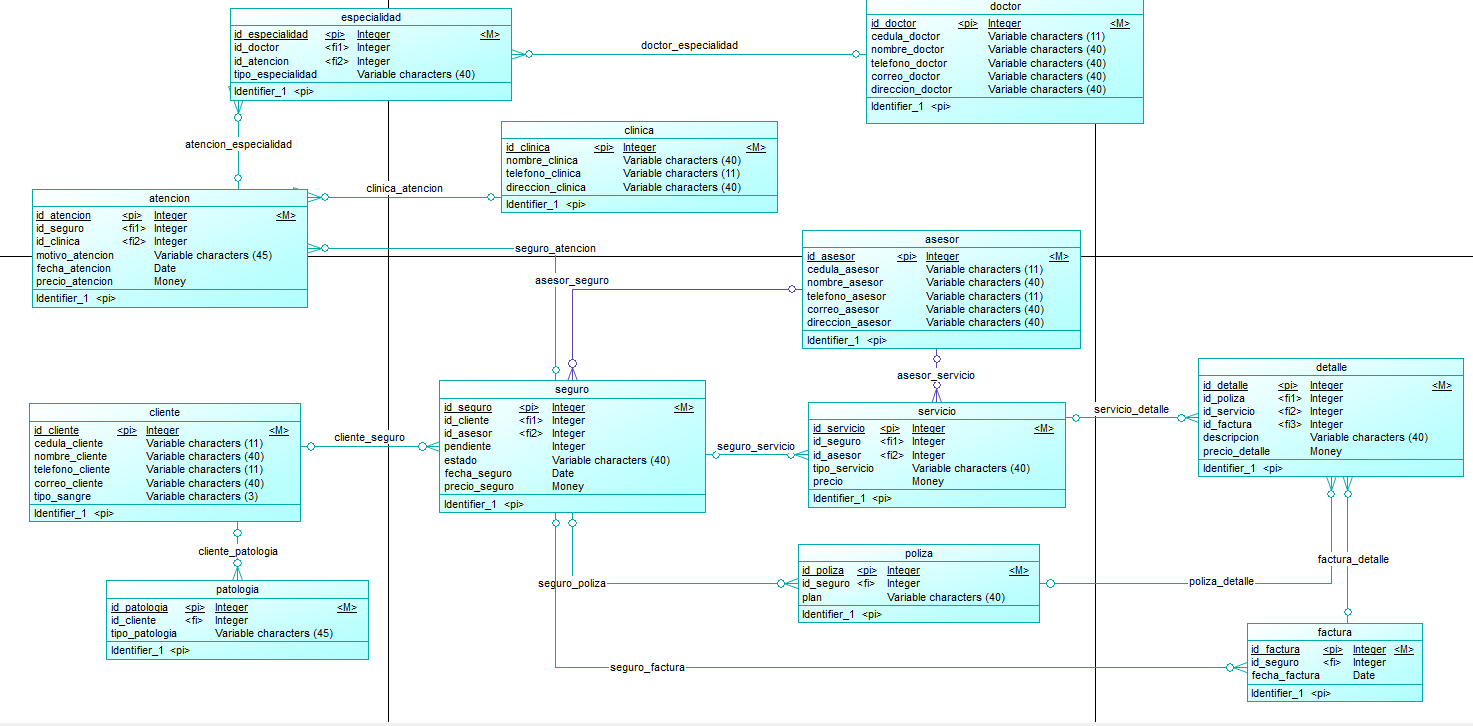 especialidad
id_especialidad <pi> Integer <M>
id_doctor <fi1> Integer
id_atencion <fi2> Integer
tipo_especialidad Variable characters (40)
Identifier_1 <pi>
doctor_especialidad
doctor
id_doctor <pi> Integer <M>
cedula_doctor Variable characters (11)
nombre_doctor Variable characters (40)
telefono_doctor Variable characters (40)
correo_doctor Variable characters (40)
direccion_doctor Variable characters (40)
Identifier_1 <pi>
atencion_especialidad
clinica
id_clinica <pi> Integer <M>
nombre_clinica Variable characters (40)
telefono_clinica Variable characters (11)
direccion_clinica Variable characters (40)
Identifier_1 <pi>
clinica_atencion
atencion
id_atencion <pi> Integer <M>
id_seguro <fi1> Integer
id_clinica <fi2> Integer
motivo_atencion Variable characters (45)
fecha_atencion Date
precio_atencion Money
Identifier_1 <pi>
seguro_atencion
asesor_seguro
asesor
id_asesor <pi> Integer <M>
cedula_asesor Variable characters (11)
nombre_asesor Variable characters (40)
telefono_asesor Variable characters (11)
correo_asesor Variable characters (40)
direccion_asesor Variable characters (40)
Identifier_1 <pi>
asesor_servicio
detalle
id_detalle <pi> Integer <M>
id_poliza <fi1> Integer
id_servicio <fi2> Integer
id_factura <fi3> Integer
descripcion Variable characters (40)
precio_detalle Money
Identifier_1 <pi>
servicio_detalle
seguro
id_seguro <pi> Integer <M>
id_cliente <fi1> Integer
id_asesor <fi2> Integer
pendiente Integer
estado Variable characters (40)
fecha_seguro Date
precio_seguro Money
Identifier_1 <pi>
servicio
id_servicio <pi> Integer <M>
id_seguro <fi1> Integer
id_asesor <fi2> Integer
tipo_servicio Variable characters (40)
precio Money
Identifier_1 <pi>
seguro_servicio
cliente
id_cliente <pi> Integer <M>
cedula_cliente Variable characters (11)
nombre_cliente Variable characters (40)
telefono_cliente Variable characters (11)
correo_cliente Variable characters (40)
tipo_sangre Variable characters (3)
Identifier_1 <pi>
cliente_seguro
cliente_patologia
patologia
id_patologia <pi> Integer <M>
id_cliente <fi> Integer
tipo_patologia Variable characters (45)
Identifier_1 <pi>
seguro_poliza
poliza
id_poliza <pi> Integer <M>
id_seguro <fi> Integer
plan Variable characters (40)
Identifier_1 <pi>
poliza_detalle
factura_detalle
seguro_factura
factura
id_factura <pi> Integer <M>
id_seguro <fi> Integer
fecha_factura Date
Identifier_1 <pi>